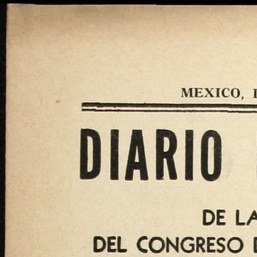 MEXICO,
DIARIO
DE LA
DEL CONGRESO